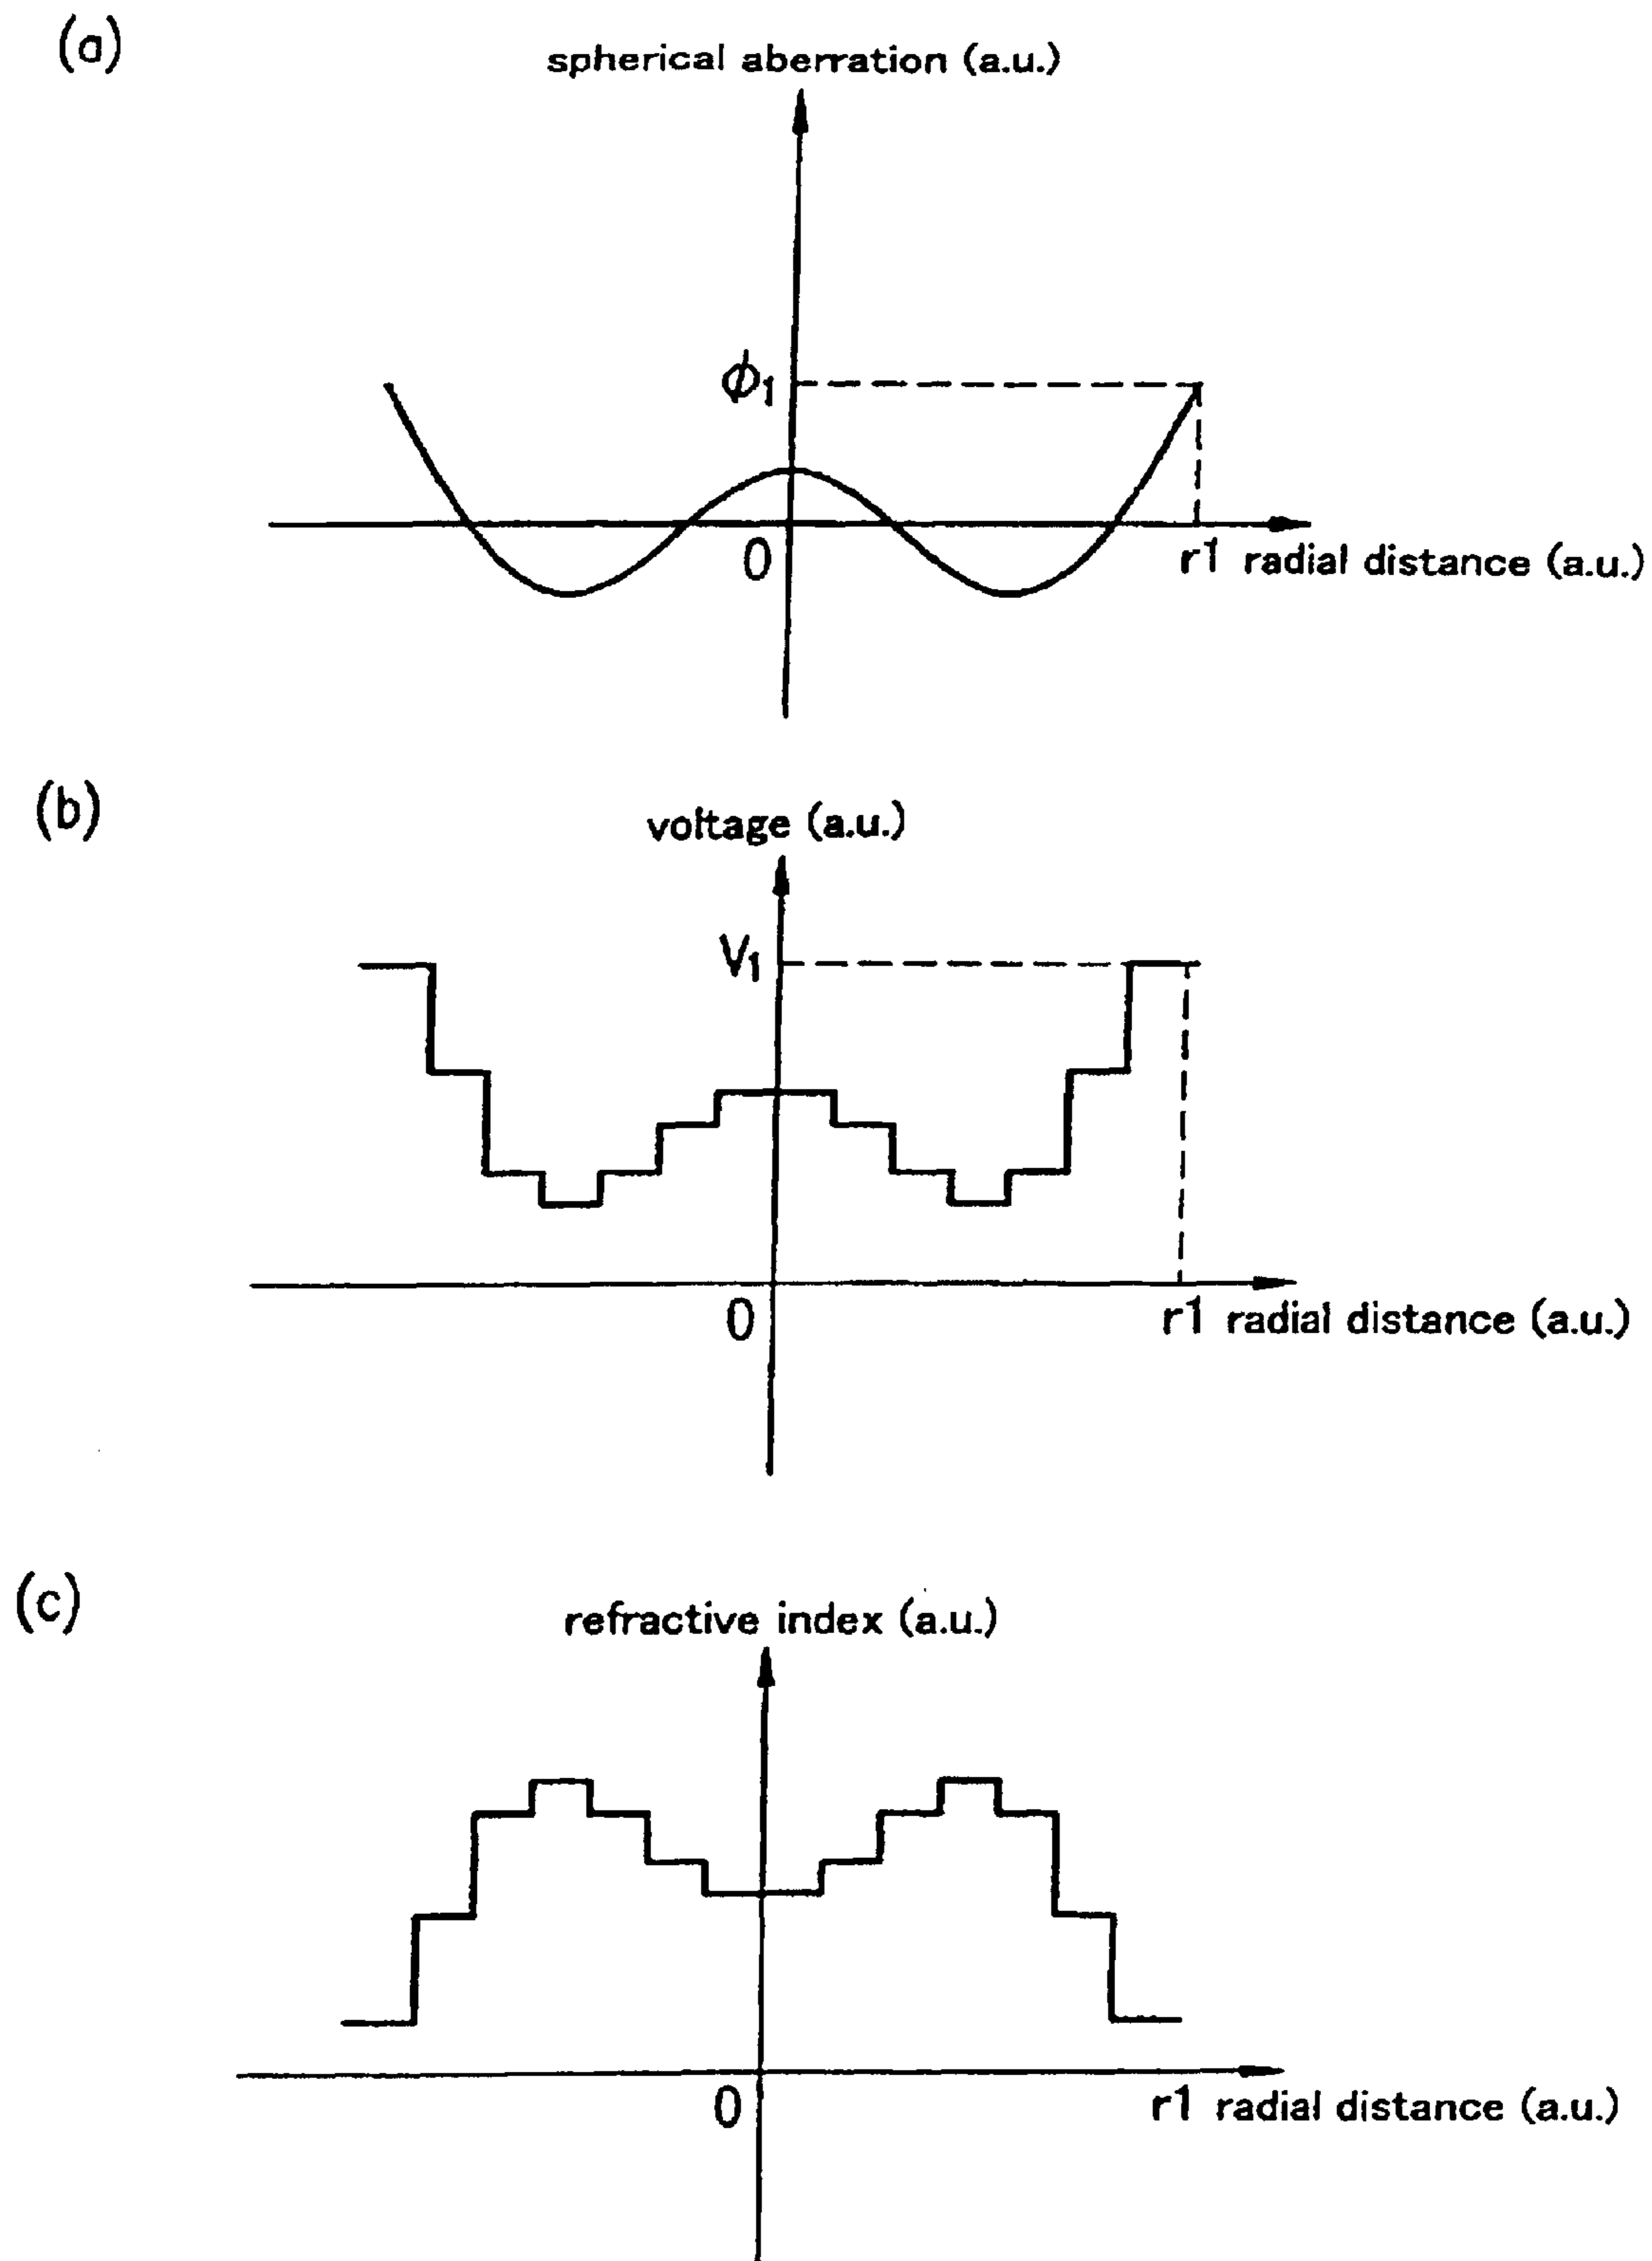 (a)
spherical aberration (a.u.)
ϕ1
0
r1 radial distance (a.u.)
(b)
voltage (a.u.)
V1
0
r1 radial distance (a.u.)
(c)
refractive index (a.u.)
0
r1 radial distance (a.u.)